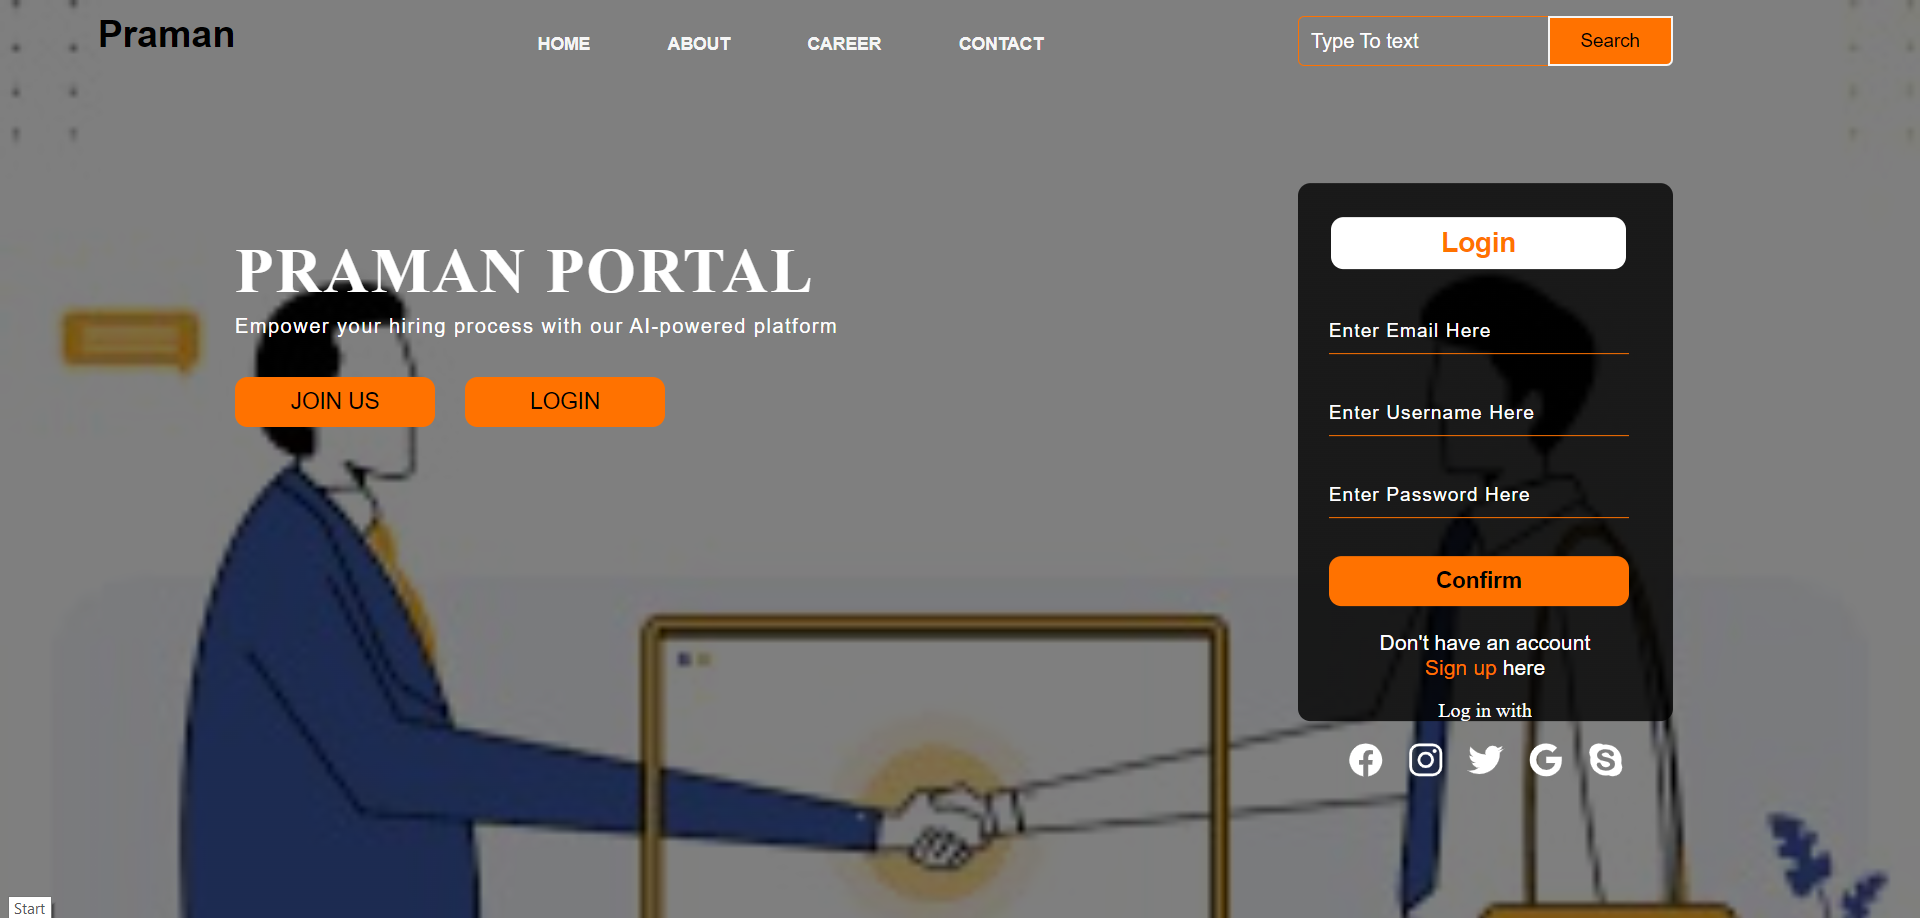 Praman
HOME ABOUT CAREER CONTACT
Type To text Search
PRAMAN PORTAL
Empower your hiring process with our AI-powered platform
JOIN US LOGIN
Login
Enter Email Here
Enter Username Here
Enter Password Here
Confirm
Don't have an account
Sign up here
Log in with
Start